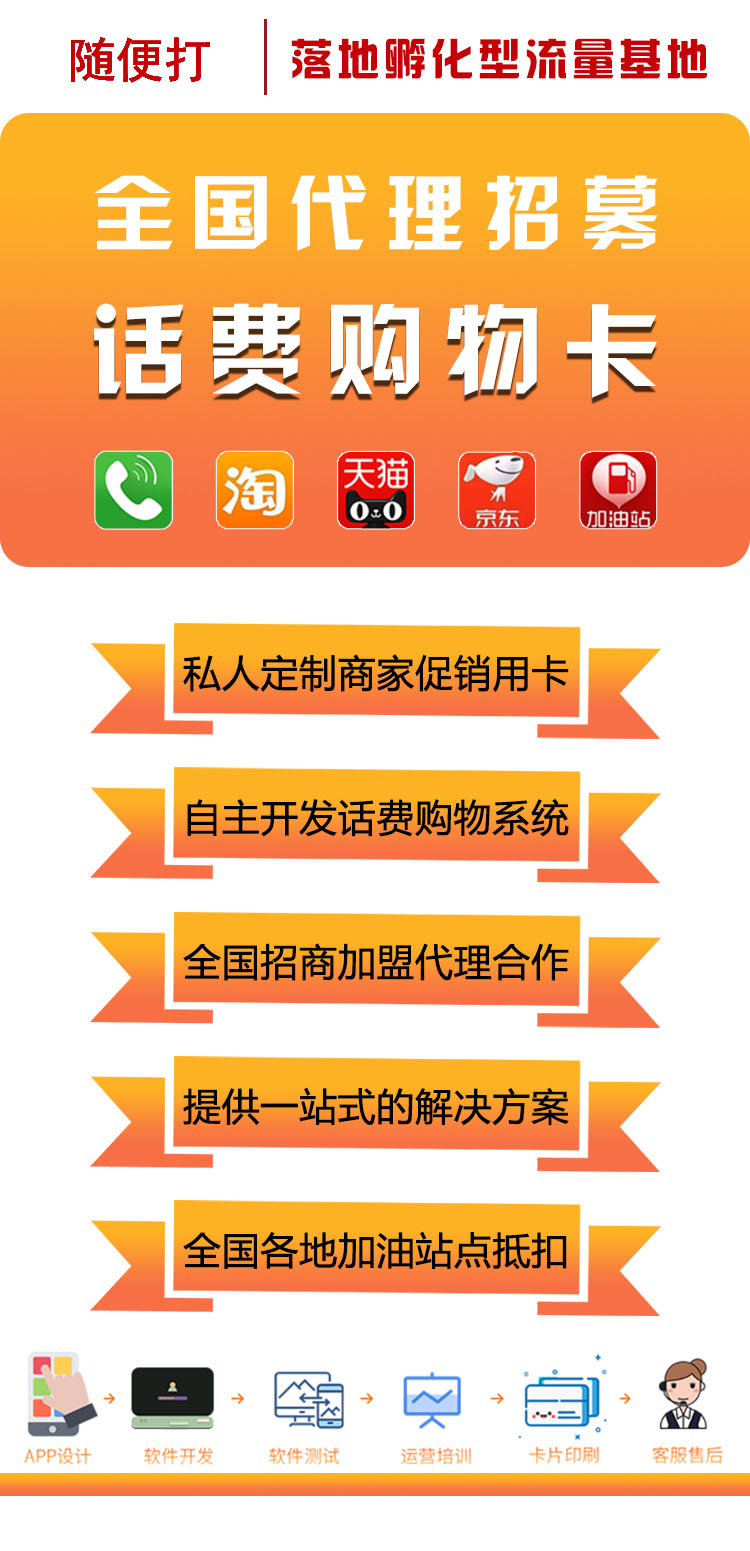 随便打 落地孵化型流量基地
全国代理招募
话费购物卡
淘 天猫 京东 加油站
私人定制商家促销用卡
自主开发话费购物系统
全国招商加盟代理合作
提供一站式的解决方案
全国各地加油站点抵扣
APP设计 软件开发 软件测试 运营培训 卡片印刷 客服售后